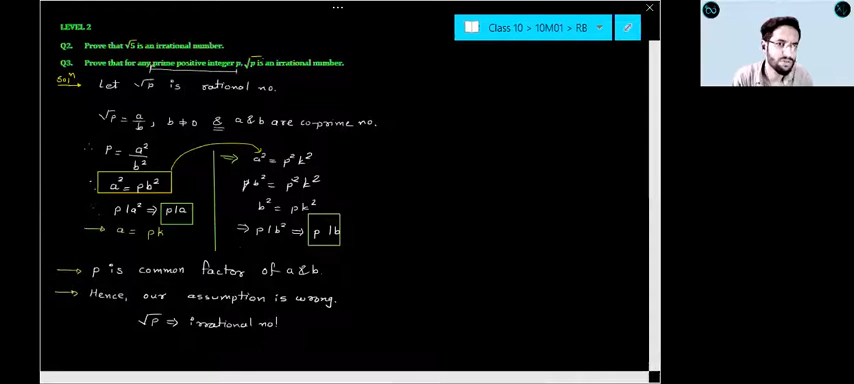 LEVEL 2
Q2. Prove that √5 is an irrational number.
Q3. Prove that for any prime positive integer p, √p is an irrational number.
Solⁿ → Let √p is rational no.
√p = a/b, b ≠ 0 & a & b are co-prime no.
∴ p = a²/b²
∴ a² = pb²
∴ p | a² ⇒ p | a
→ a = pk
⇒ a² = p²k²
pb² = p²k²
b² = pk²
⇒ p | b² ⇒ p | b
→ p is common factor of a & b.
→ Hence, our assumption is wrong.
√p ⇒ irrational no!
Class 10 > 10M01 > RB